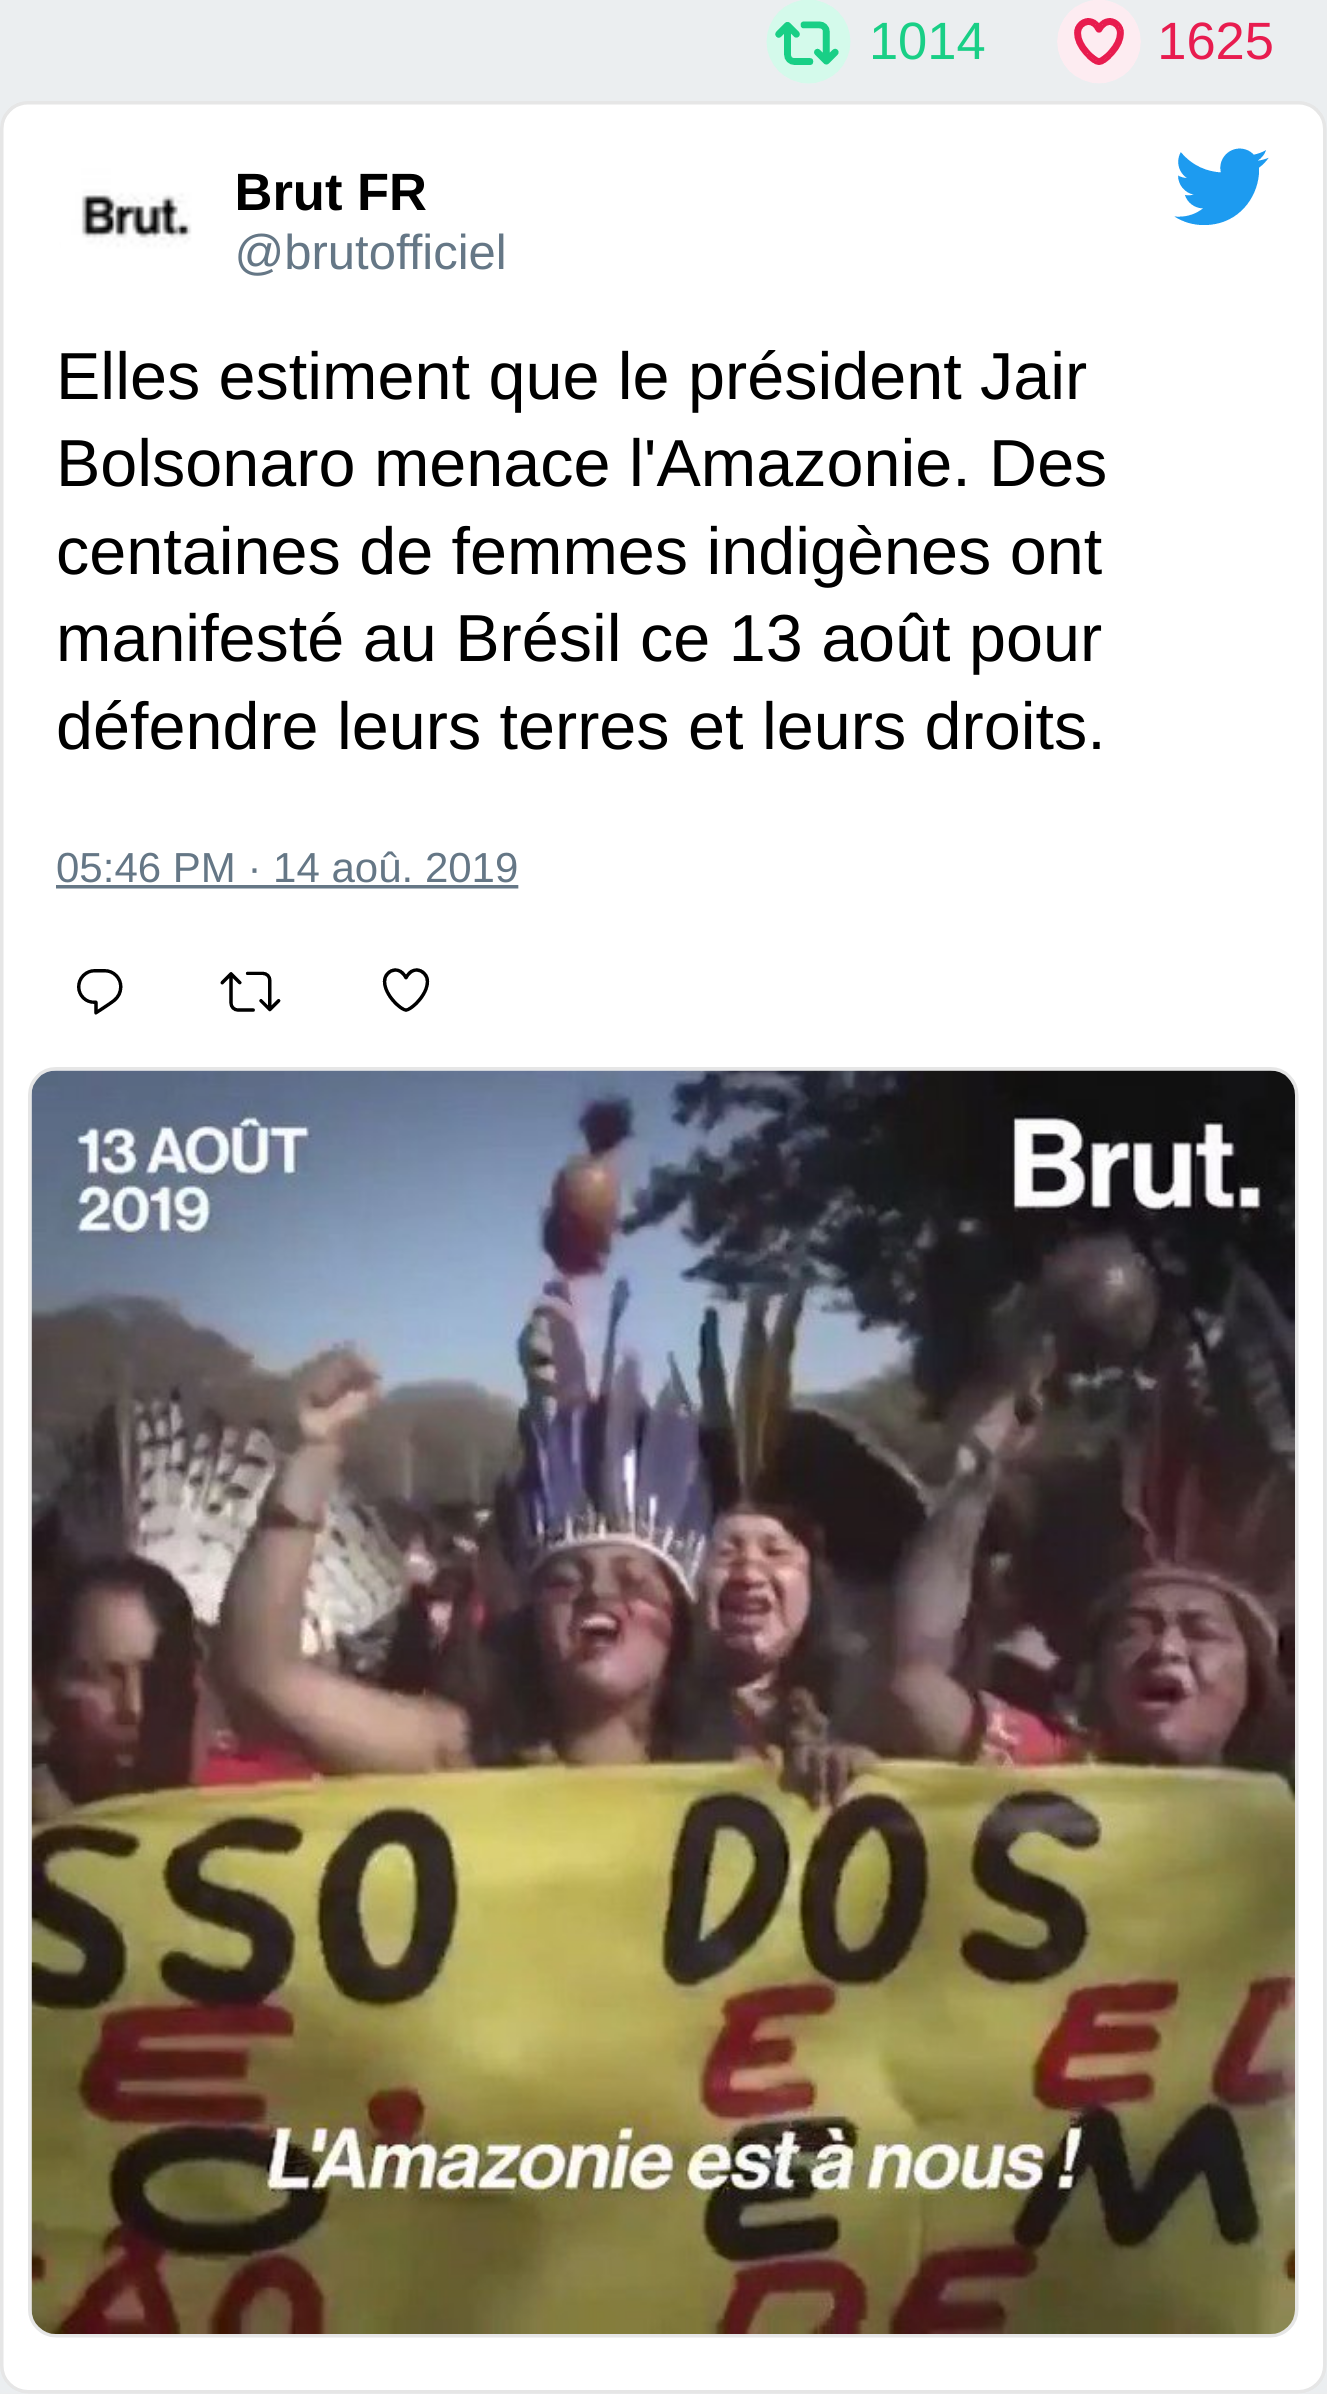 1014 1625
Brut.
Brut FR
@brutofficiel
Elles estiment que le président Jair
Bolsonaro menace l'Amazonie. Des
centaines de femmes indigènes ont
manifesté au Brésil ce 13 août pour
défendre leurs terres et leurs droits.
05:46 PM · 14 aoû. 2019
13 AOÛT
2019
Brut.
SSO DOS
E, E EL
O E M
ÃO DE
L'Amazonie est à nous !